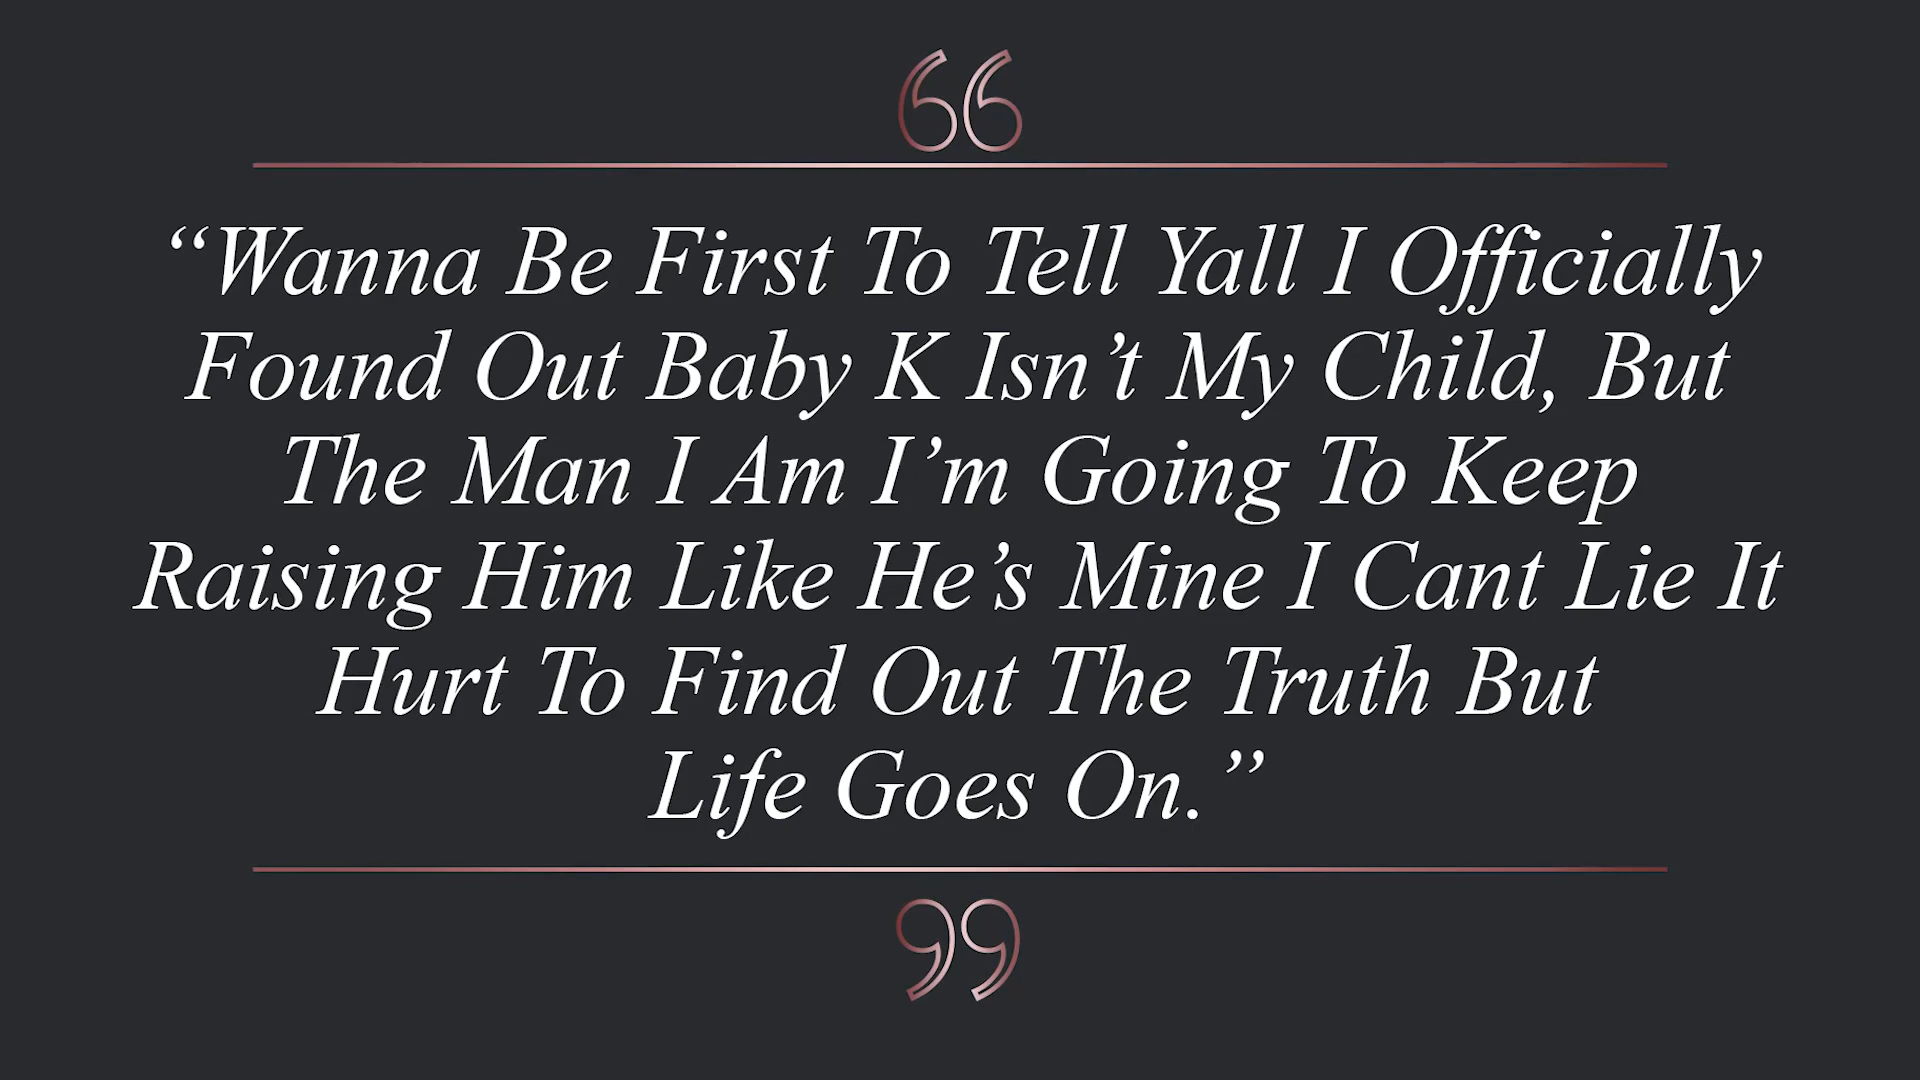 “Wanna Be First To Tell Yall I Officially
Found Out Baby K Isn’t My Child, But
The Man I Am I’m Going To Keep
Raising Him Like He’s Mine I Cant Lie It
Hurt To Find Out The Truth But
Life Goes On.”